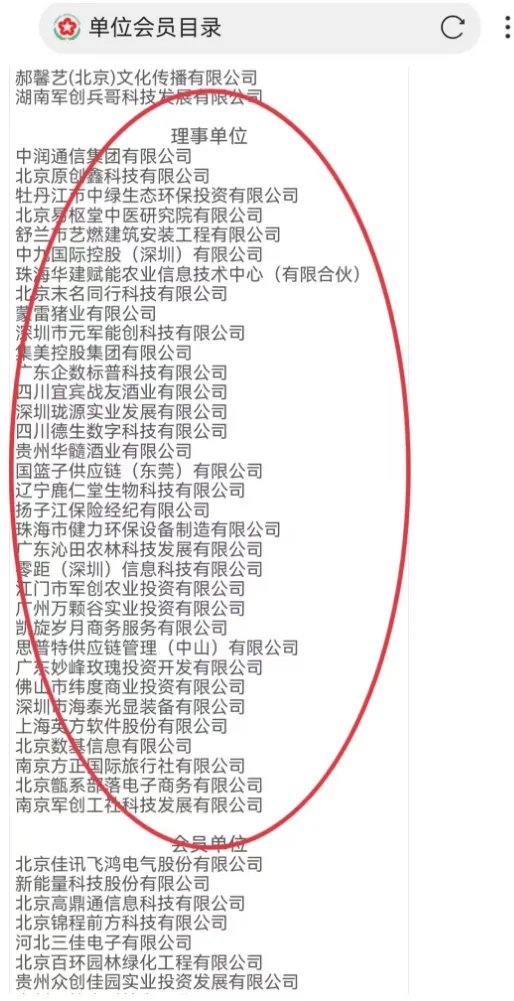 单位会员目录
郝馨艺(北京)文化传播有限公司
湖南军创兵哥科技发展有限公司
理事单位
中润通信集团有限公司
北京原创鑫科技有限公司
牡丹江市中绿生态环保投资有限公司
北京易枢堂中医研究院有限公司
舒兰市艺燃建筑安装工程有限公司
中九国际控股（深圳）有限公司
珠海华建赋能农业信息技术中心（有限合伙）
北京末名同行科技有限公司
蒙雷猪业有限公司
深圳市元军能创科技有限公司
集美控股集团有限公司
广东企数标普科技有限公司
四川宜宾战友酒业有限公司
深圳珑源实业发展有限公司
四川德生数字科技有限公司
贵州华髓酒业有限公司
国篮子供应链（东莞）有限公司
辽宁鹿仁堂生物科技有限公司
扬子江保险经纪有限公司
珠海市健力环保设备制造有限公司
广东沁田农林科技发展有限公司
零距（深圳）信息科技有限公司
江门市军创农业投资有限公司
广州万颗谷实业投资有限公司
凯旋岁月商务服务有限公司
思普特供应链管理（中山）有限公司
广东妙峰玫瑰投资开发有限公司
佛山市纬度商业投资有限公司
深圳市海泰光显装备有限公司
上海英方软件股份有限公司
北京数基信息有限公司
南京方正国际旅行社有限公司
北京甑系部落电子商务有限公司
南京军创工社科技发展有限公司
会员单位
北京佳讯飞鸿电气股份有限公司
新能量科技股份有限公司
北京高鼎通信息科技有限公司
北京锦程前方科技有限公司
河北三佳电子有限公司
北京百环园林绿化工程有限公司
贵州众创佳园实业投资发展有限公司